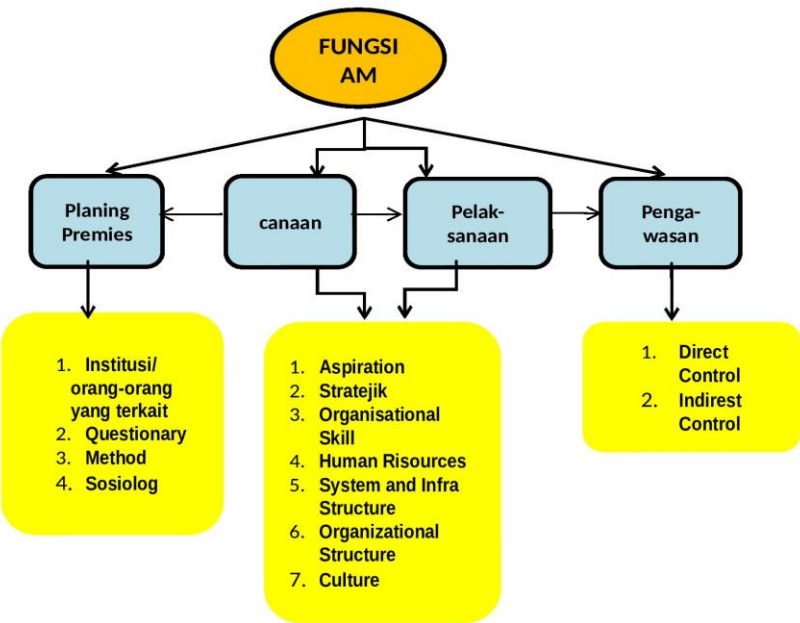 FUNGSI
AM
Planing
Premies
canaan
Pelak-
sanaan
Penga-
wasan
1. Institusi/
orang-orang
yang terkait
2. Questionary
3. Method
4. Sosiolog
1. Aspiration
2. Stratejik
3. Organisational
Skill
4. Human Risources
5. System and Infra
Structure
6. Organizational
Structure
7. Culture
1. Direct
Control
2. Indirest
Control